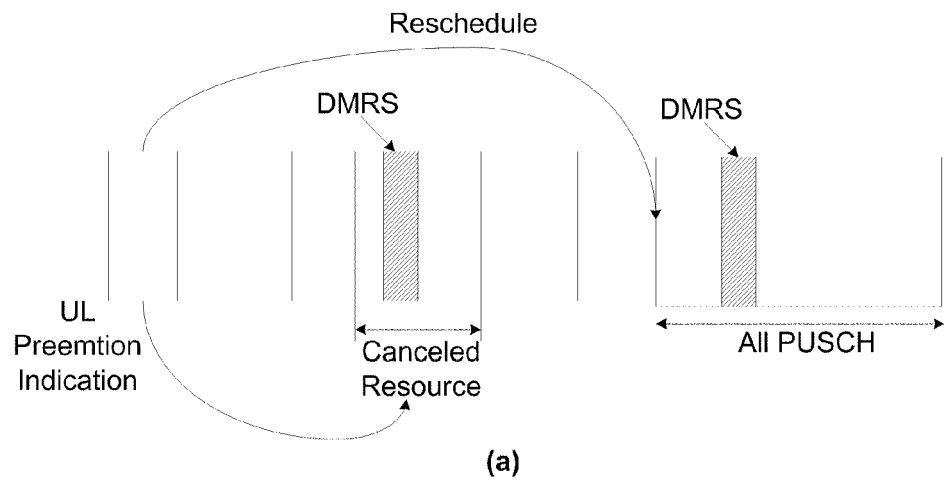 Reschedule
DMRS
DMRS
UL
Preemtion
Indication
Canceled
Resource
All PUSCH
(a)